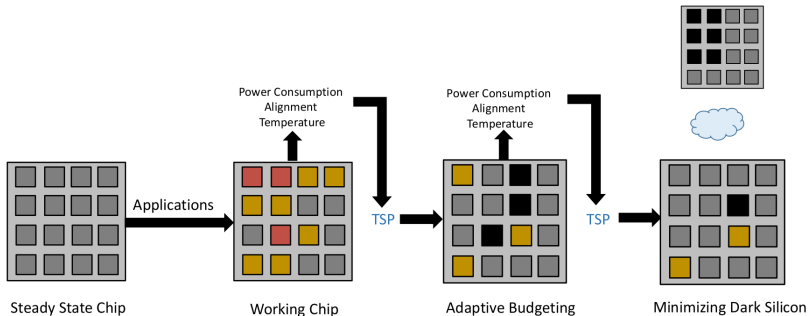 Power Consumption
Alignment
Temperature
Power Consumption
Alignment
Temperature
Applications
TSP
TSP
Steady State Chip
Working Chip
Adaptive Budgeting
Minimizing Dark Silicon